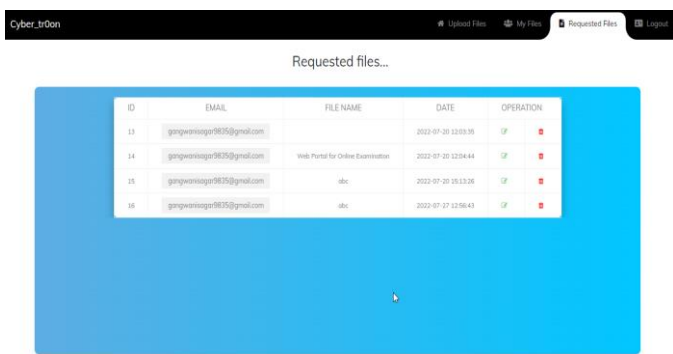 Cyber_tr0on Upload Files My Files Requested Files Logout
Requested files...
ID EMAIL FILE NAME DATE OPERATION
13 gangwanisagar9835@gmail.com 2022-07-20 12:03:35
14 gangwanisagar9835@gmail.com Web Portal for Online Examination 2022-07-20 12:04:44
15 gangwanisagar9835@gmail.com abc 2022-07-20 15:13:26
16 gangwanisagar9835@gmail.com abc 2022-07-27 12:56:43